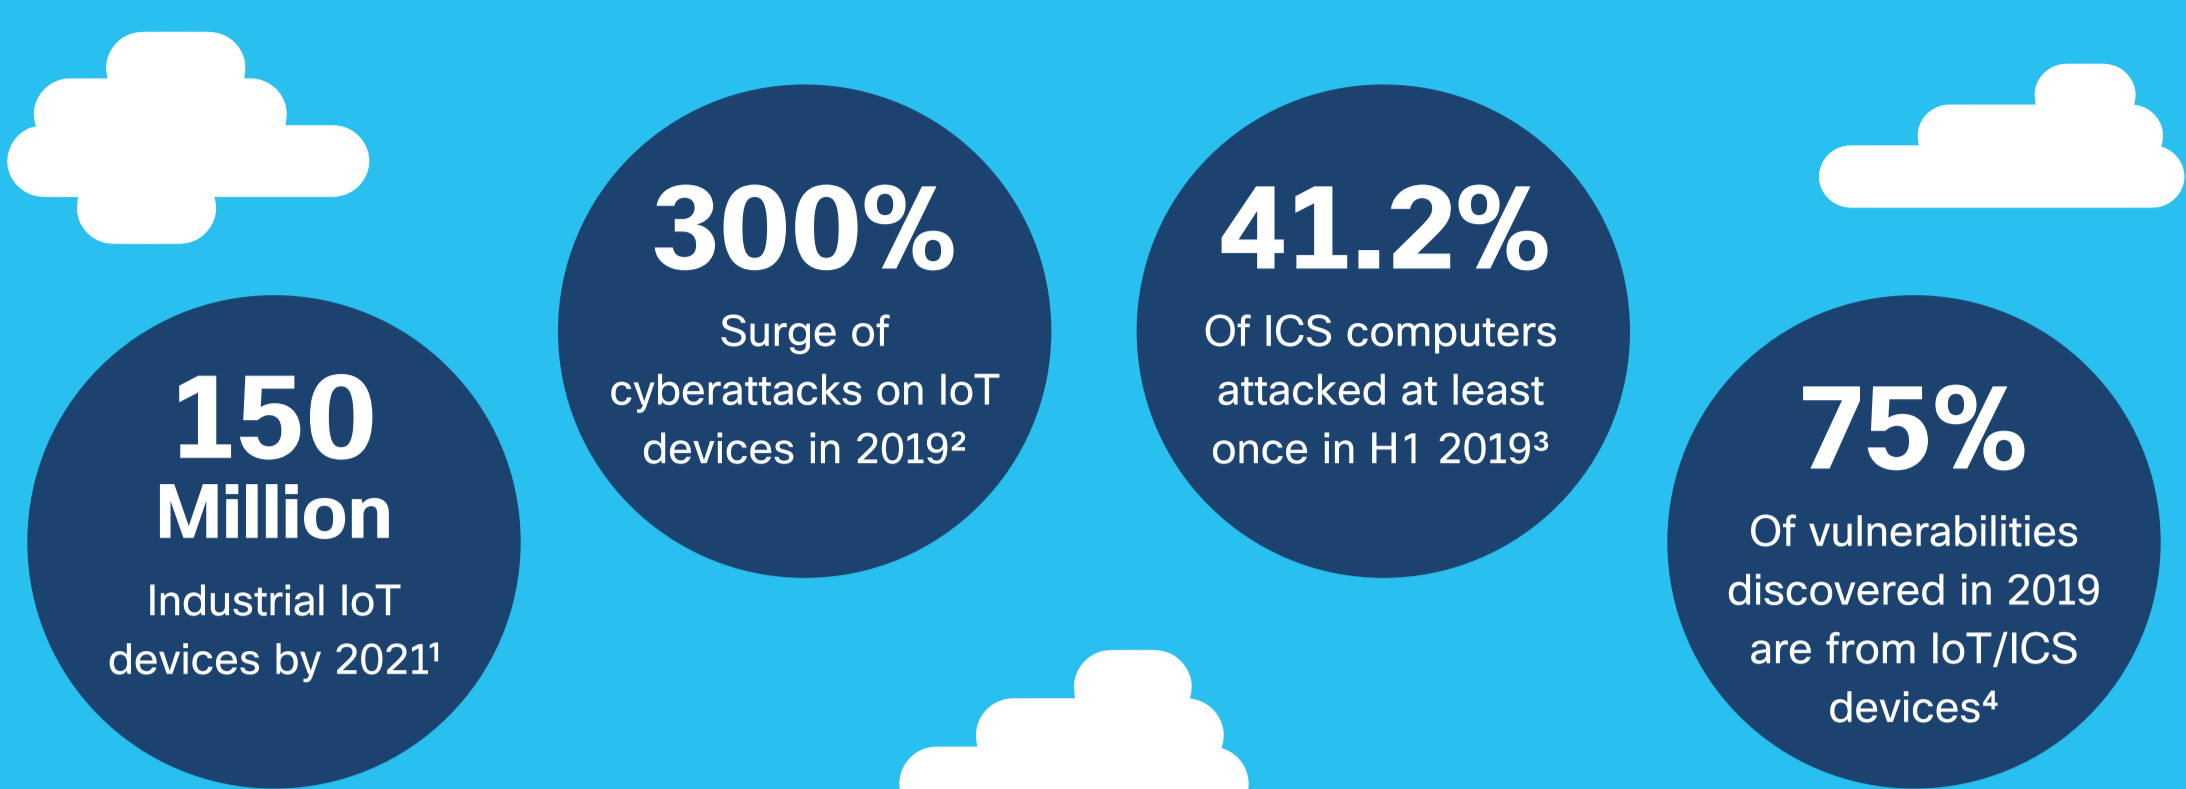 150
Million
Industrial IoT
devices by 2021¹
300%
Surge of
cyberattacks on IoT
devices in 2019²
41.2%
Of ICS computers
attacked at least
once in H1 2019³
75%
Of vulnerabilities
discovered in 2019
are from IoT/ICS
devices⁴